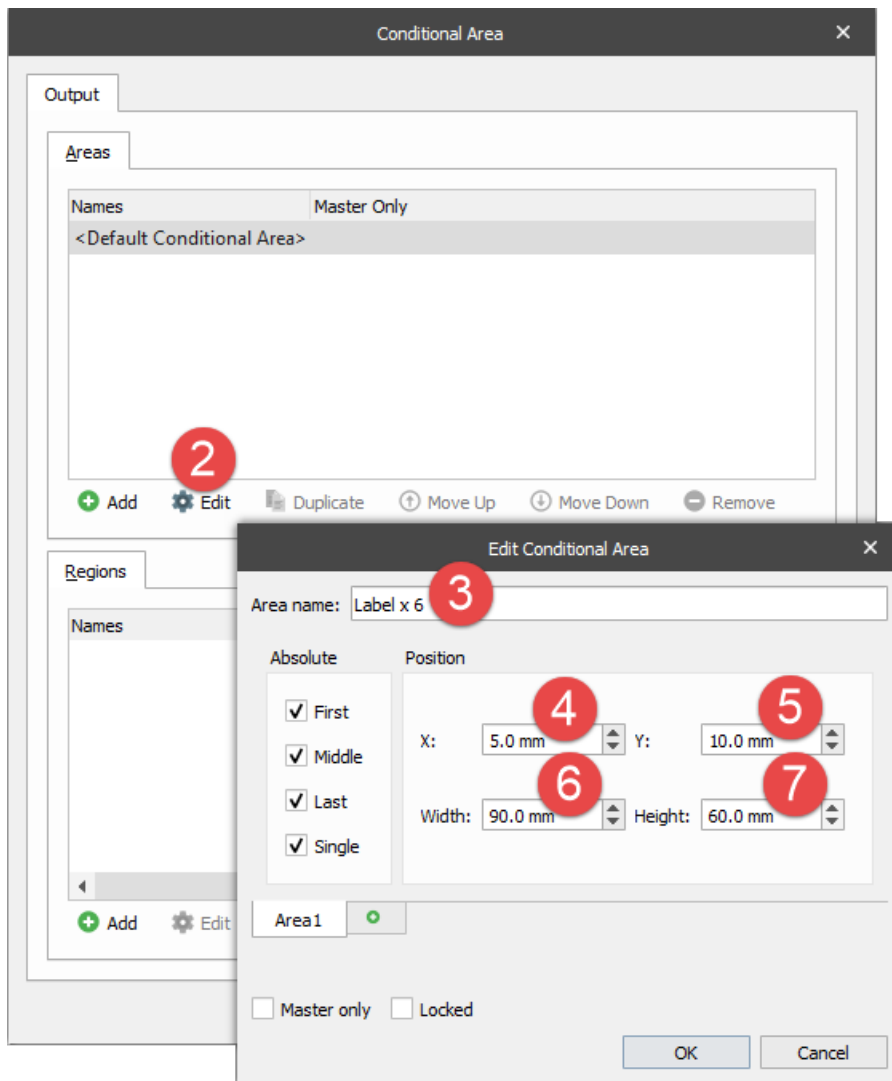 Conditional Area
Output
Areas
Names Master Only
<Default Conditional Area>
2
Add Edit Duplicate Move Up Move Down Remove
Regions
Names
Add Edit
Edit Conditional Area
3
Area name: Label x 6
Absolute Position
First
Middle
Last
Single
4 5
X: 5.0 mm Y: 10.0 mm
6 7
Width: 90.0 mm Height: 60.0 mm
Area1
Master only Locked
OK Cancel